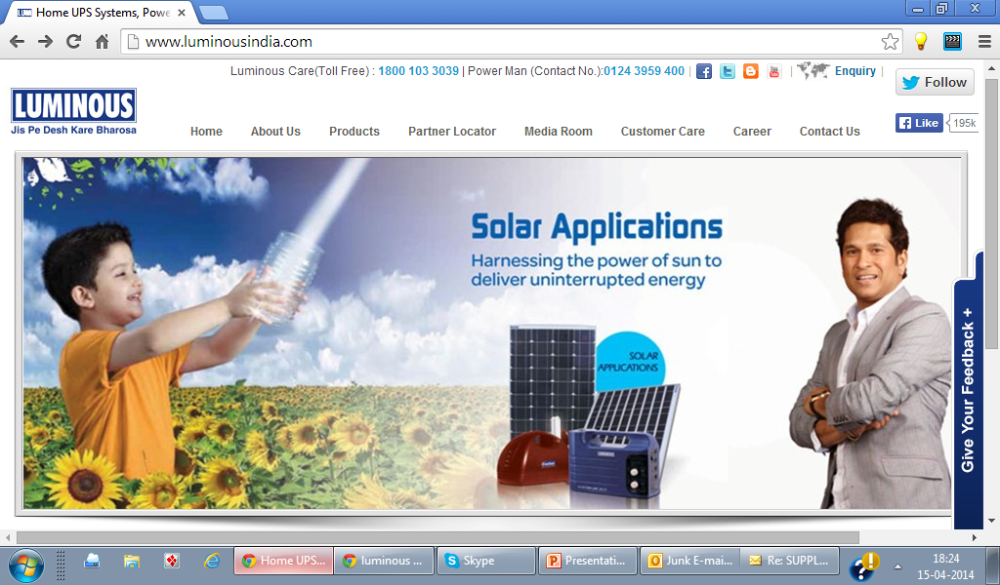 Home UPS Systems, Powe
www.luminousindia.com
Luminous Care(Toll Free) : 1800 103 3039 | Power Man (Contact No.):0124 3959 400 | | Enquiry |
Follow
LUMINOUS
Jis Pe Desh Kare Bharosa
Home About Us Products Partner Locator Media Room Customer Care Career Contact Us
Like 195k
Solar Applications
Harnessing the power of sun to
deliver uninterrupted energy
SOLAR
APPLICATIONS
Give Your Feedback +
Home UPS... luminous ... Skype Presentati... Junk E-mai... Re: SUPPL...
18:24
15-04-2014